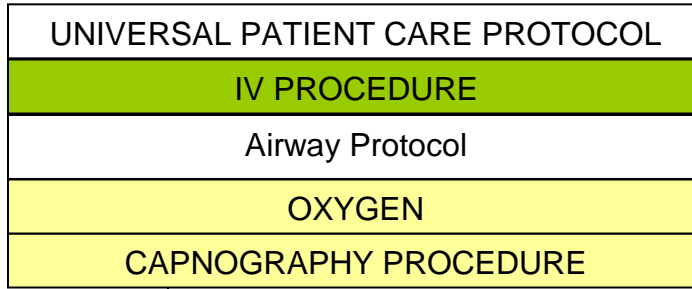 UNIVERSAL PATIENT CARE PROTOCOL
IV PROCEDURE
Airway Protocol
OXYGEN
CAPNOGRAPHY PROCEDURE